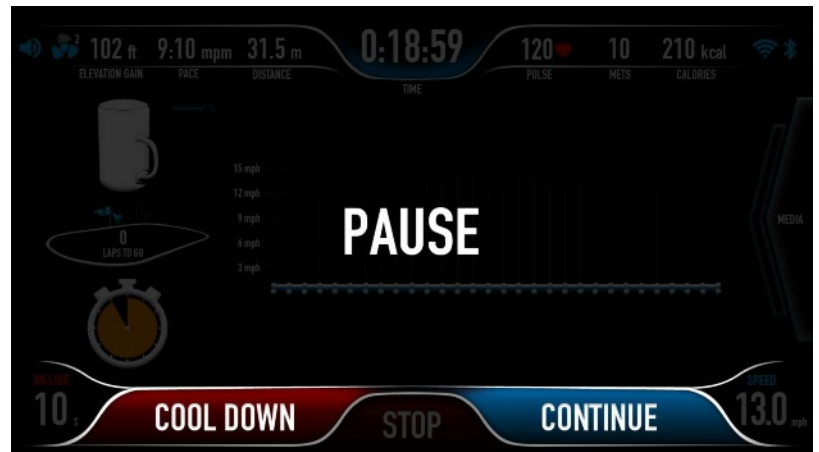 2
102 ft 9:10 mpm 31.5 m 0:18:59 120 10 210 kcal
ELEVATION GAIN PACE DISTANCE TIME PULSE METS CALORIES
15 mph
12 mph
9 mph
6 mph
3 mph
0
LAPS TO GO
PAUSE
MEDIA
INCLINE
10
SPEED
13.0 mph
COOL DOWN STOP CONTINUE